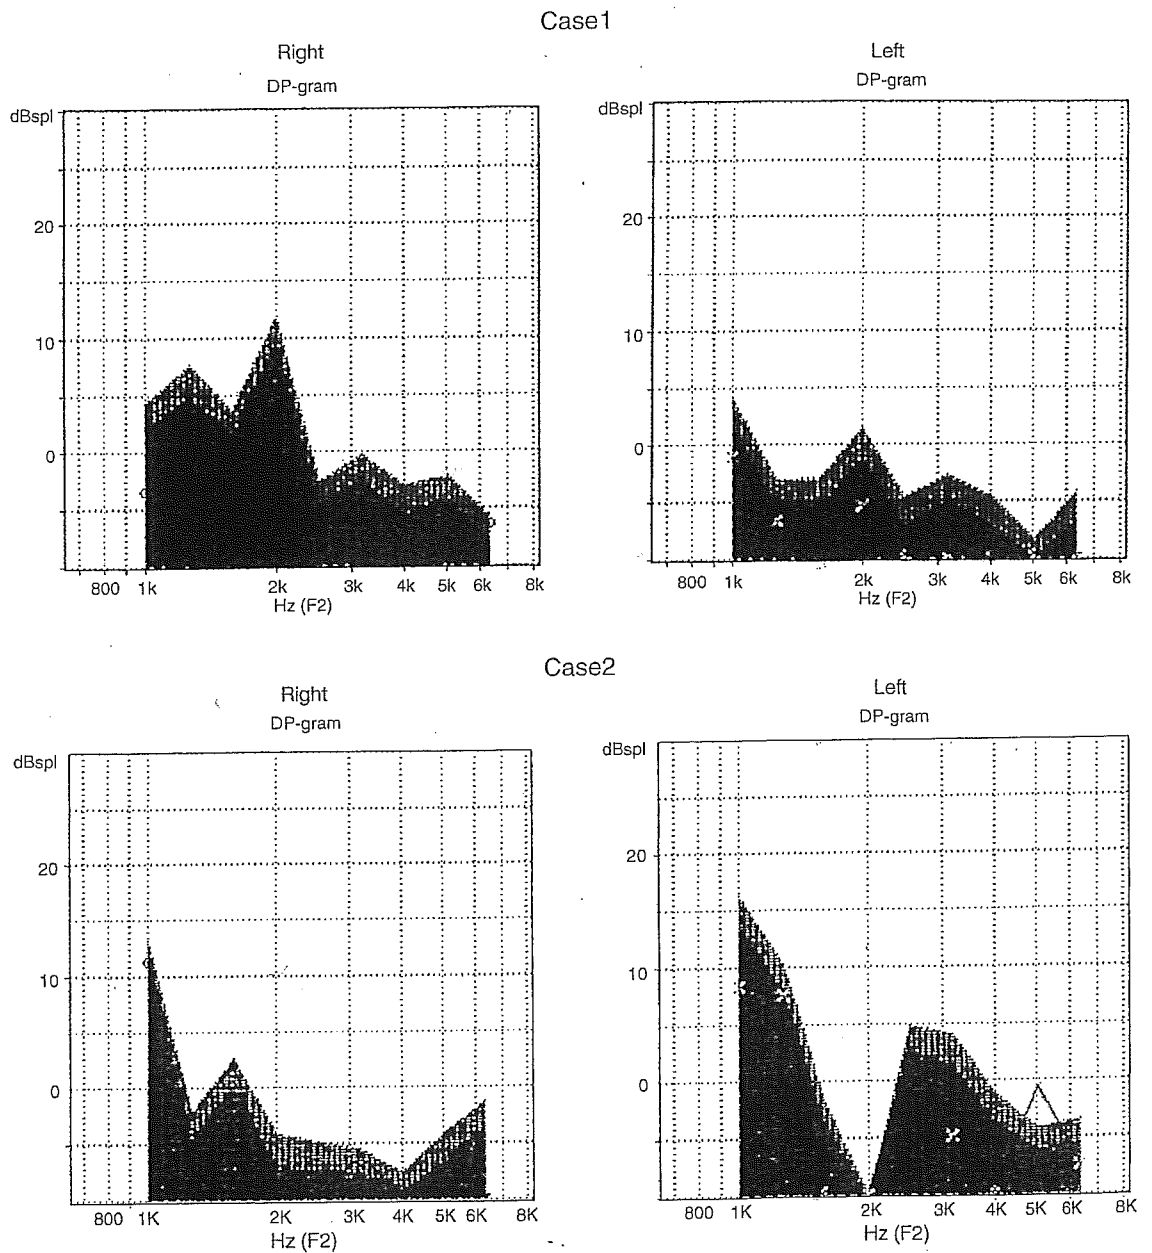 Case1
Right
DP-gram
dBspl
20
10
0
800 1k 2k 3k 4k 5k 6k 8k
Hz (F2)
Left
DP-gram
dBspl
20
10
0
800 1k 2k 3k 4k 5k 6k 8k
Hz (F2)
Case2
Right
DP-gram
dBspl
20
10
0
800 1K 2K 3K 4K 5K 6K 8K
Hz (F2)
Left
DP-gram
dBspl
20
10
0
800 1K 2K 3K 4K 5K 6K 8K
Hz (F2)